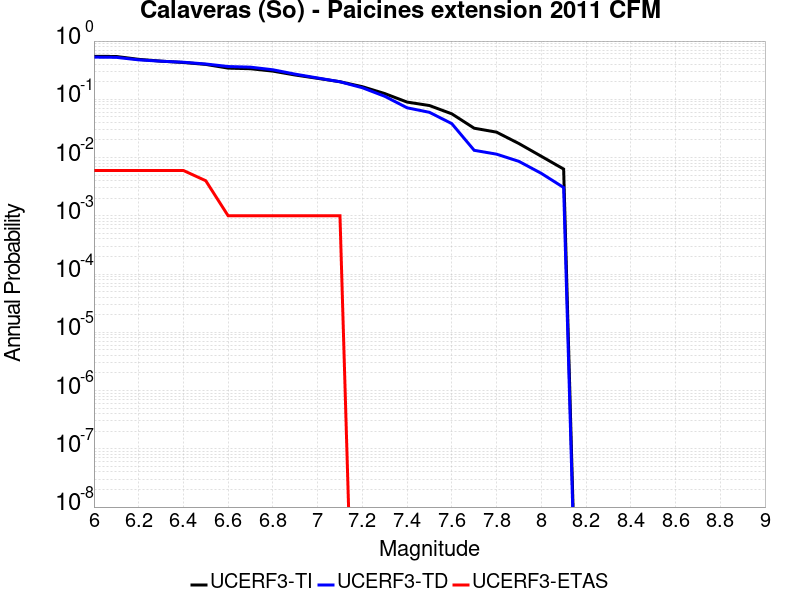 Calaveras (So) - Paicines extension 2011 CFM
10^0
10^-1
10^-2
10^-3
10^-4
10^-5
10^-6
10^-7
10^-8
Annual Probability
6 6.2 6.4 6.6 6.8 7 7.2 7.4 7.6 7.8 8 8.2 8.4 8.6 8.8 9
Magnitude
UCERF3-TI UCERF3-TD UCERF3-ETAS